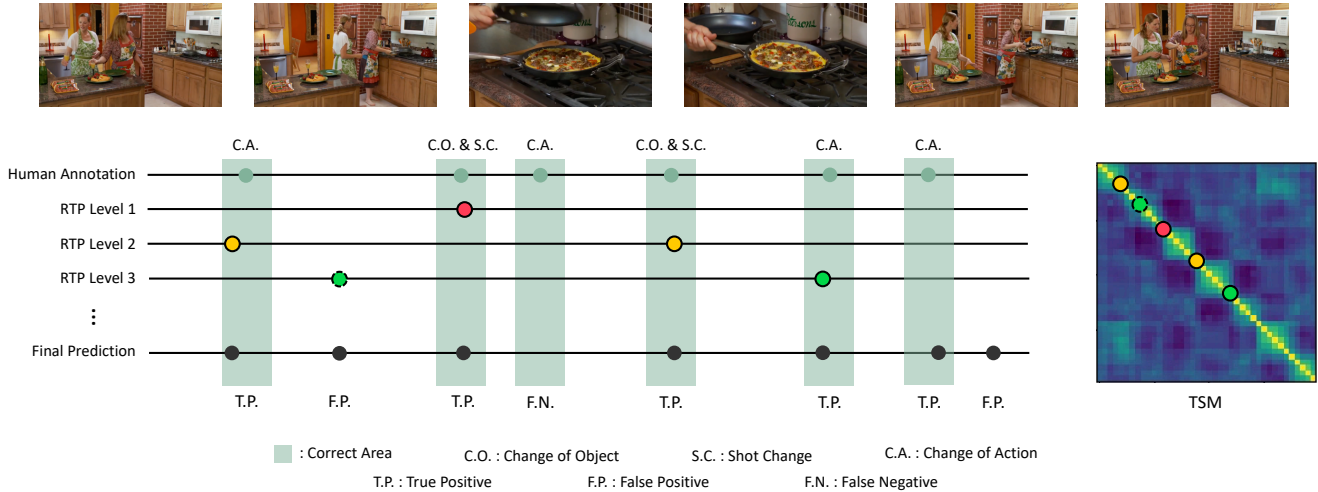 C.A. C.O. & S.C. C.A. C.O. & S.C. C.A. C.A.
Human Annotation
RTP Level 1
RTP Level 2
RTP Level 3
⋮
Final Prediction
T.P. F.P. T.P. F.N. T.P. T.P. T.P. F.P. TSM
: Correct Area C.O. : Change of Object S.C. : Shot Change C.A. : Change of Action
T.P. : True Positive F.P. : False Positive F.N. : False Negative